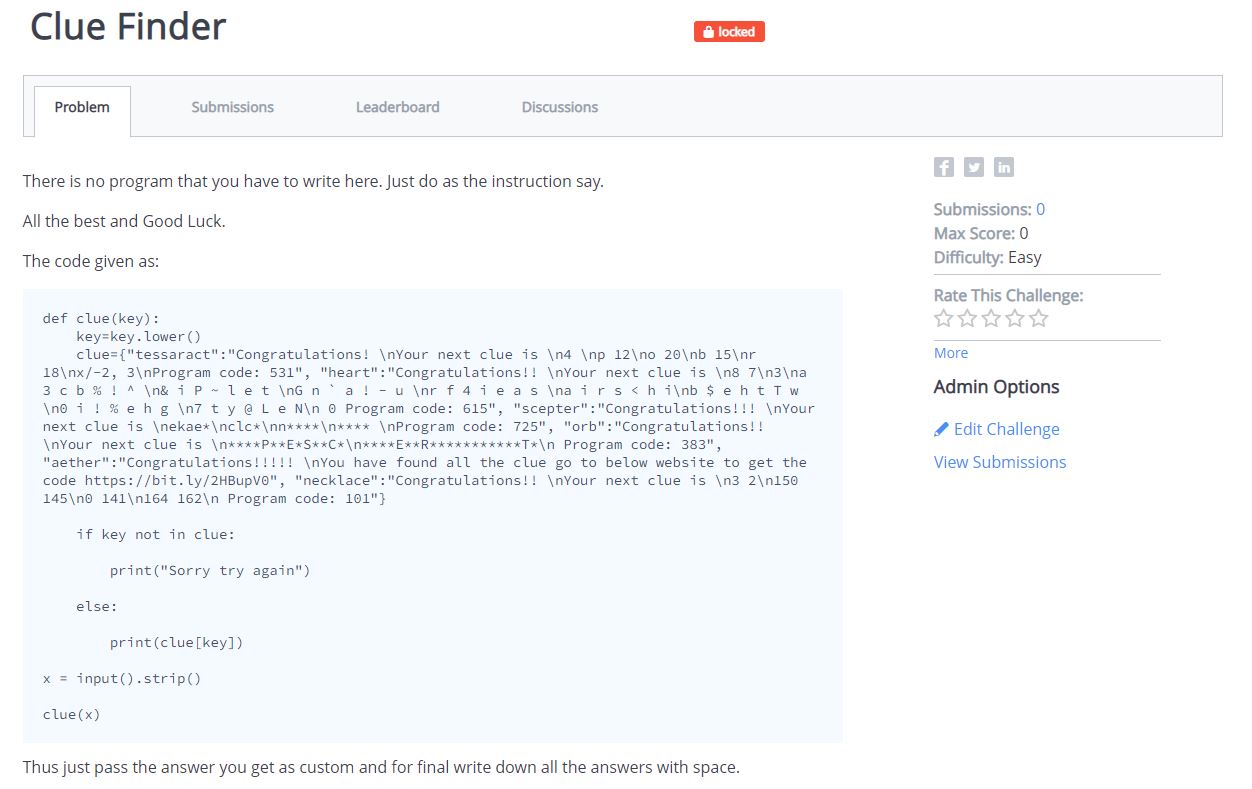 Clue Finder
locked
Problem
Submissions
Leaderboard
Discussions
There is no program that you have to write here. Just do as the instruction say.
All the best and Good Luck.
The code given as:
def clue(key):
    key=key.lower()
    clue={"tessaract":"Congratulations! \nYour next clue is \n4 \np 12\no 20\nb 15\nr
18\nx/-2, 3\nProgram code: 531", "heart":"Congratulations!! \nYour next clue is \n8 7\n3\na
3 c b % ! ^ \n& i P ~ l e t \nG n ` a ! - u \nr f 4 i e a s \na i r s < h i\nb $ e h t T w
\n0 i ! % e h g \n7 t y @ L e N\n 0 Program code: 615", "scepter":"Congratulations!!! \nYour
next clue is \nekae*\nclc*\nn****\n**** \nProgram code: 725", "orb":"Congratulations!!
\nYour next clue is \n****P**E*S**C*\n****E**R***********T*\n Program code: 383",
"aether":"Congratulations!!!!! \nYou have found all the clue go to below website to get the
code https://bit.ly/2HBupV0", "necklace":"Congratulations!! \nYour next clue is \n3 2\n150
145\n0 141\n164 162\n Program code: 101"}
    if key not in clue:
        print("Sorry try again")
    else:
        print(clue[key])
x = input().strip()
clue(x)
Thus just pass the answer you get as custom and for final write down all the answers with space.
f
in
Submissions: 0
Max Score: 0
Difficulty: Easy
Rate This Challenge:
More
Admin Options
Edit Challenge
View Submissions